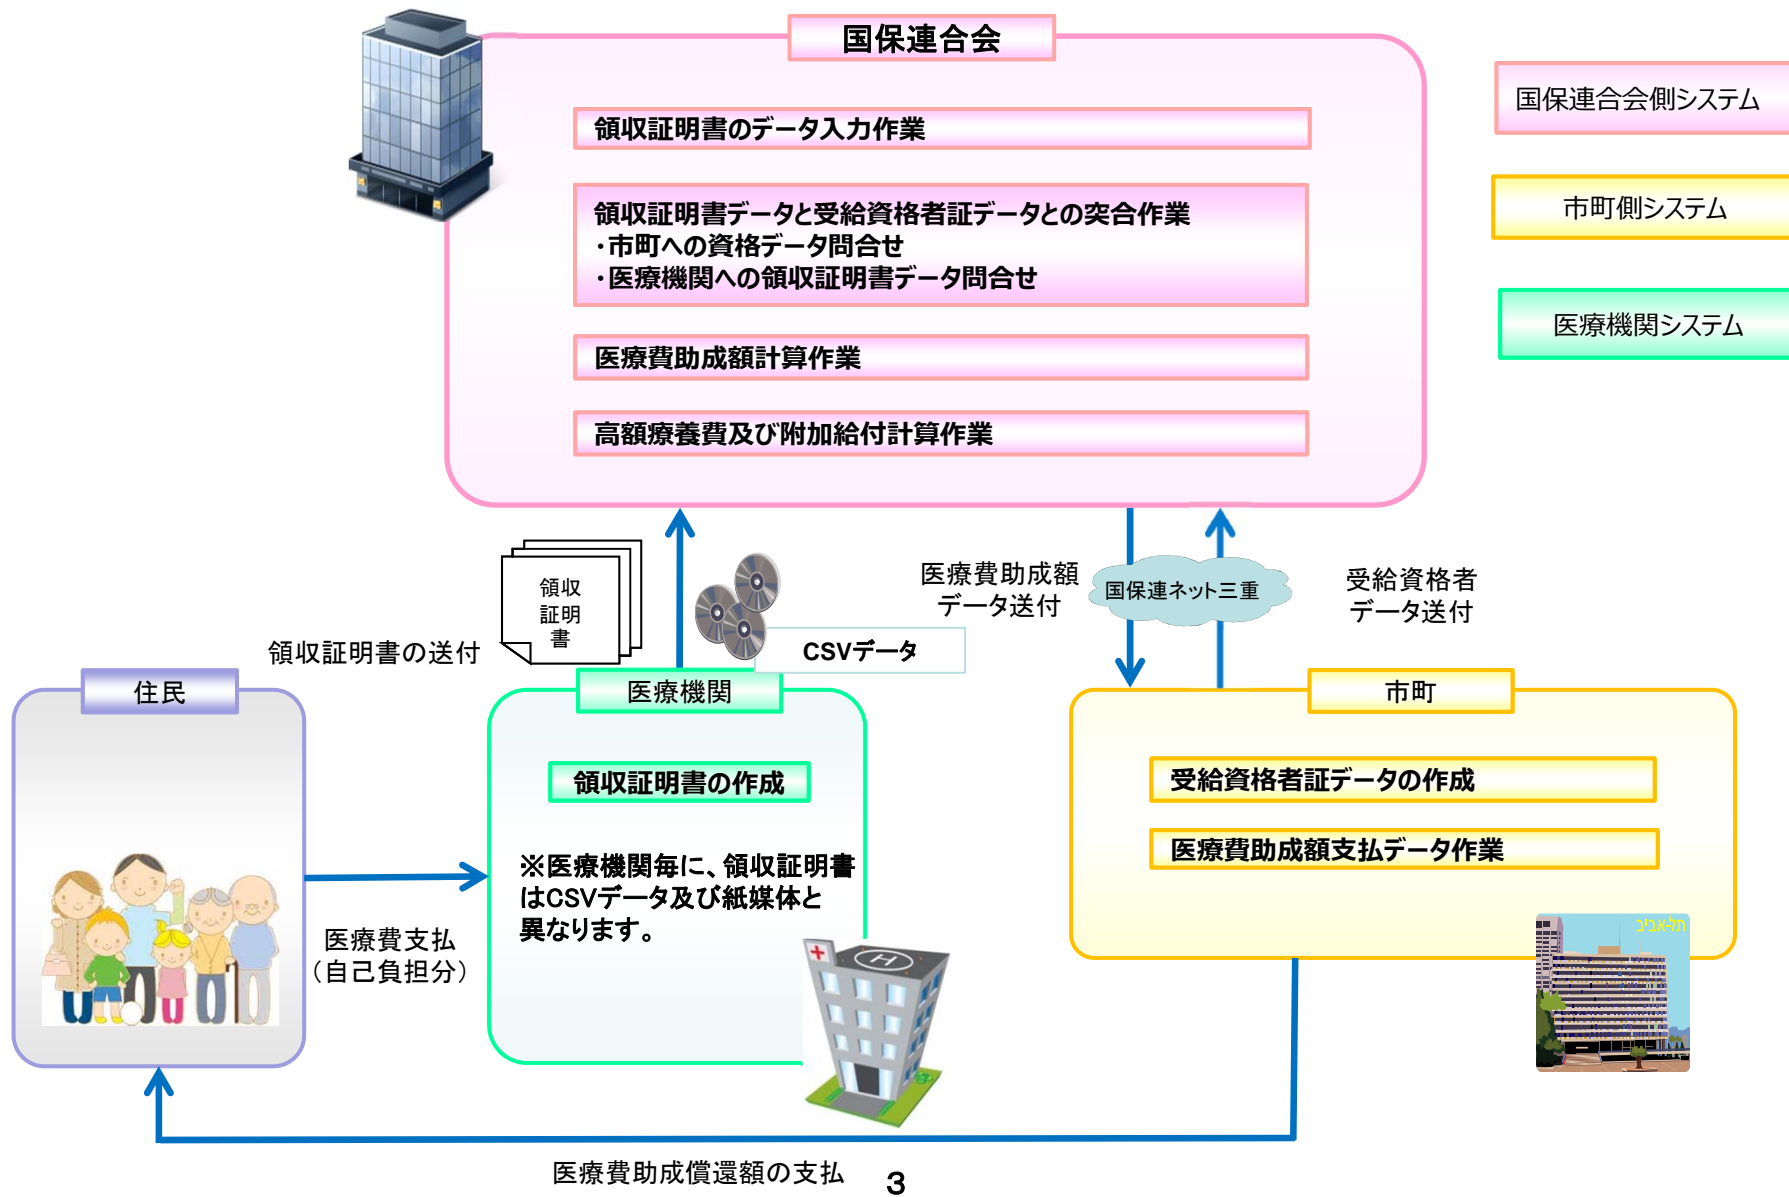 国保連合会
領収証明書のデータ入力作業
領収証明書データと受給資格者証データとの突合作業
・市町への資格データ問合せ
・医療機関への領収証明書データ問合せ
医療費助成額計算作業
高額療養費及び附加給付計算作業
国保連合会側システム
市町側システム
医療機関システム
領収
証明
書
領収証明書の送付
CSVデータ
医療費助成額
データ送付
国保連ネット三重
受給資格者
データ送付
住民
医療機関
領収証明書の作成
※医療機関毎に、領収証明書
はCSVデータ及び紙媒体と
異なります。
市町
受給資格者証データの作成
医療費助成額支払データ作業
תל-אביב
医療費支払
（自己負担分）
医療費助成償還額の支払
3